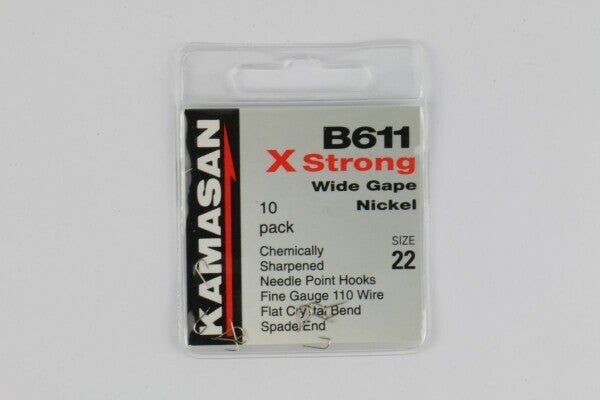 KAMASAN
B611
X Strong
Wide Gape
Nickel
10
pack
SIZE
22
Chemically
Sharpened
Needle Point Hooks
Fine Gauge 110 Wire
Flat Crystal Bend
Spade End